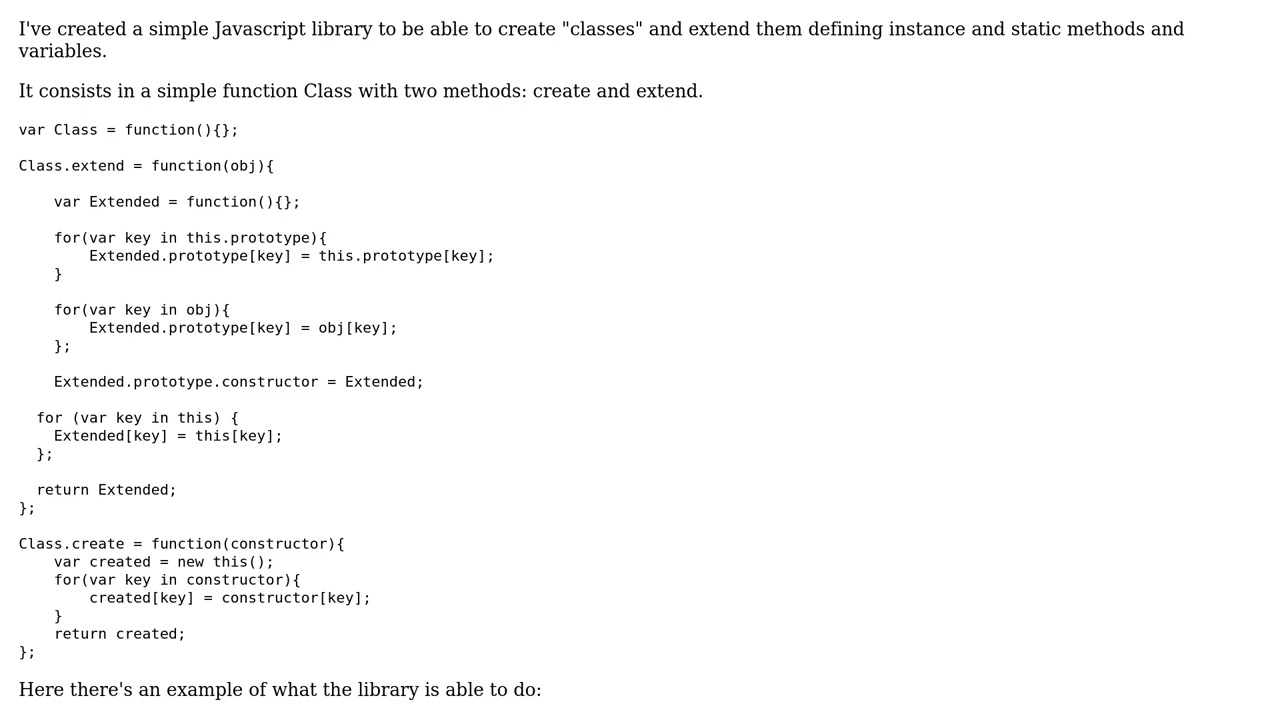 I've created a simple Javascript library to be able to create "classes" and extend them defining instance and static methods and
variables.
It consists in a simple function Class with two methods: create and extend.
var Class = function(){};
Class.extend = function(obj){
    var Extended = function(){};
    for(var key in this.prototype){
        Extended.prototype[key] = this.prototype[key];
    }
    for(var key in obj){
        Extended.prototype[key] = obj[key];
    };
    Extended.prototype.constructor = Extended;
  for (var key in this) {
    Extended[key] = this[key];
  };
  return Extended;
};
Class.create = function(constructor){
    var created = new this();
    for(var key in constructor){
        created[key] = constructor[key];
    }
    return created;
};
Here there's an example of what the library is able to do: